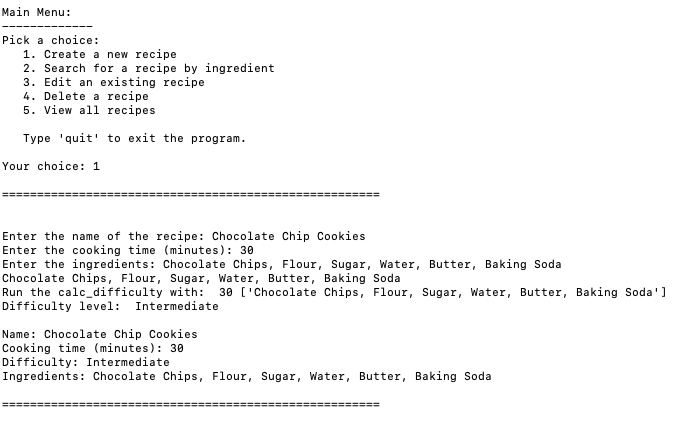 Main Menu:
-------------
Pick a choice:
   1. Create a new recipe
   2. Search for a recipe by ingredient
   3. Edit an existing recipe
   4. Delete a recipe
   5. View all recipes

   Type 'quit' to exit the program.

Your choice: 1

======================================================


Enter the name of the recipe: Chocolate Chip Cookies
Enter the cooking time (minutes): 30
Enter the ingredients: Chocolate Chips, Flour, Sugar, Water, Butter, Baking Soda
Chocolate Chips, Flour, Sugar, Water, Butter, Baking Soda
Run the calc_difficulty with:  30 ['Chocolate Chips, Flour, Sugar, Water, Butter, Baking Soda']
Difficulty level:  Intermediate

Name: Chocolate Chip Cookies
Cooking time (minutes): 30
Difficulty: Intermediate
Ingredients: Chocolate Chips, Flour, Sugar, Water, Butter, Baking Soda

======================================================